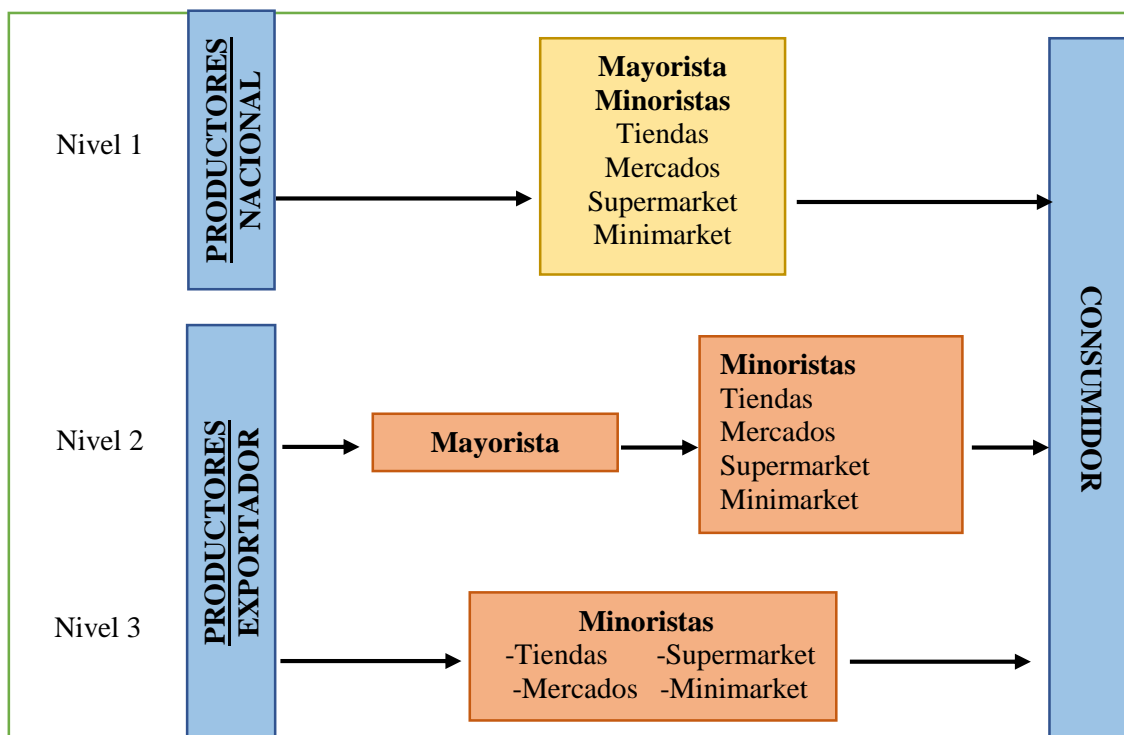 PRODUCTORES
NACIONAL
Nivel 1
Mayorista
Minoristas
Tiendas
Mercados
Supermarket
Minimarket
PRODUCTORES
EXPORTADOR
Nivel 2
Mayorista
Minoristas
Tiendas
Mercados
Supermarket
Minimarket
Nivel 3
Minoristas
-Tiendas -Supermarket
-Mercados -Minimarket
CONSUMIDOR